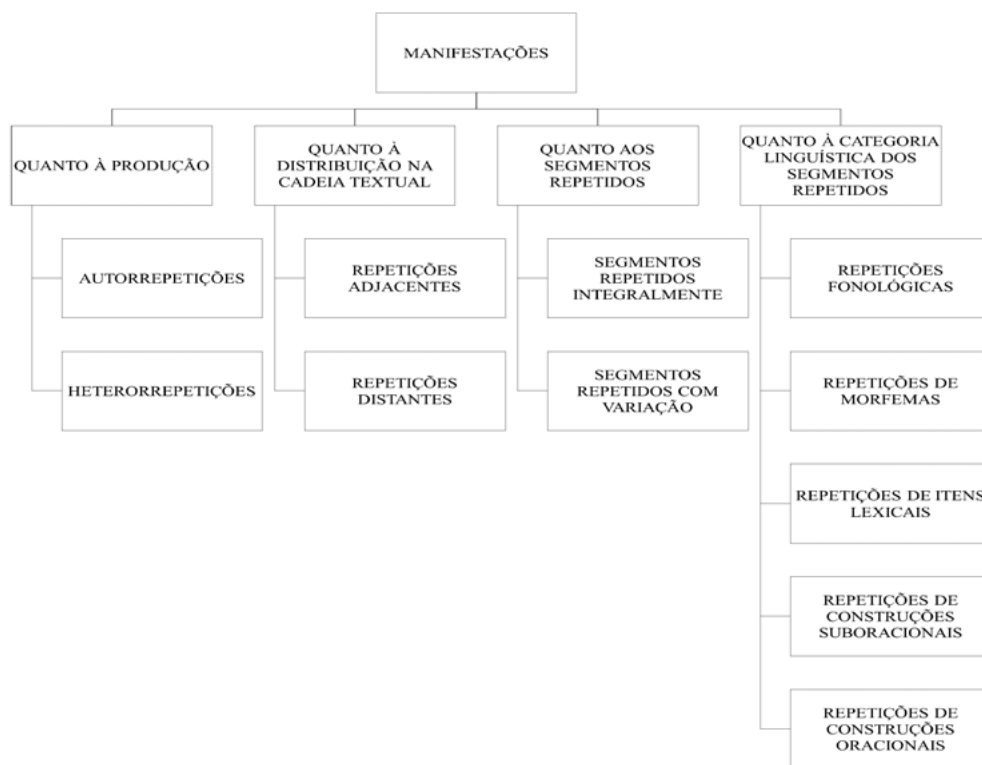 MANIFESTAÇÕES
QUANTO À PRODUÇÃO
AUTORREPETIÇÕES
HETERORREPETIÇÕES
QUANTO À
DISTRIBUIÇÃO NA
CADEIA TEXTUAL
REPETIÇÕES
ADJACENTES
REPETIÇÕES
DISTANTES
QUANTO AOS
SEGMENTOS
REPETIDOS
SEGMENTOS
REPETIDOS
INTEGRALMENTE
SEGMENTOS
REPETIDOS COM
VARIAÇÃO
QUANTO À CATEGORIA
LINGUÍSTICA DOS
SEGMENTOS
REPETIDOS
REPETIÇÕES
FONOLÓGICAS
REPETIÇÕES DE
MORFEMAS
REPETIÇÕES DE ITENS
LEXICAIS
REPETIÇÕES DE
CONSTRUÇÕES
SUBORACIONAIS
REPETIÇÕES DE
CONSTRUÇÕES
ORACIONAIS